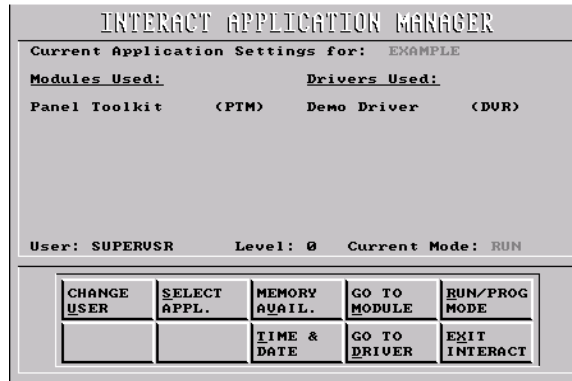 INTERACT APPLICATION MANAGER
Current Application Settings for: EXAMPLE
Modules Used: Drivers Used:
Panel Toolkit (PTM) Demo Driver (DVR)
User: SUPERVSR Level: 0 Current Mode: RUN
CHANGE USER SELECT APPL. MEMORY AVAIL. GO TO MODULE RUN/PROG MODE
TIME & DATE GO TO DRIVER EXIT INTERACT